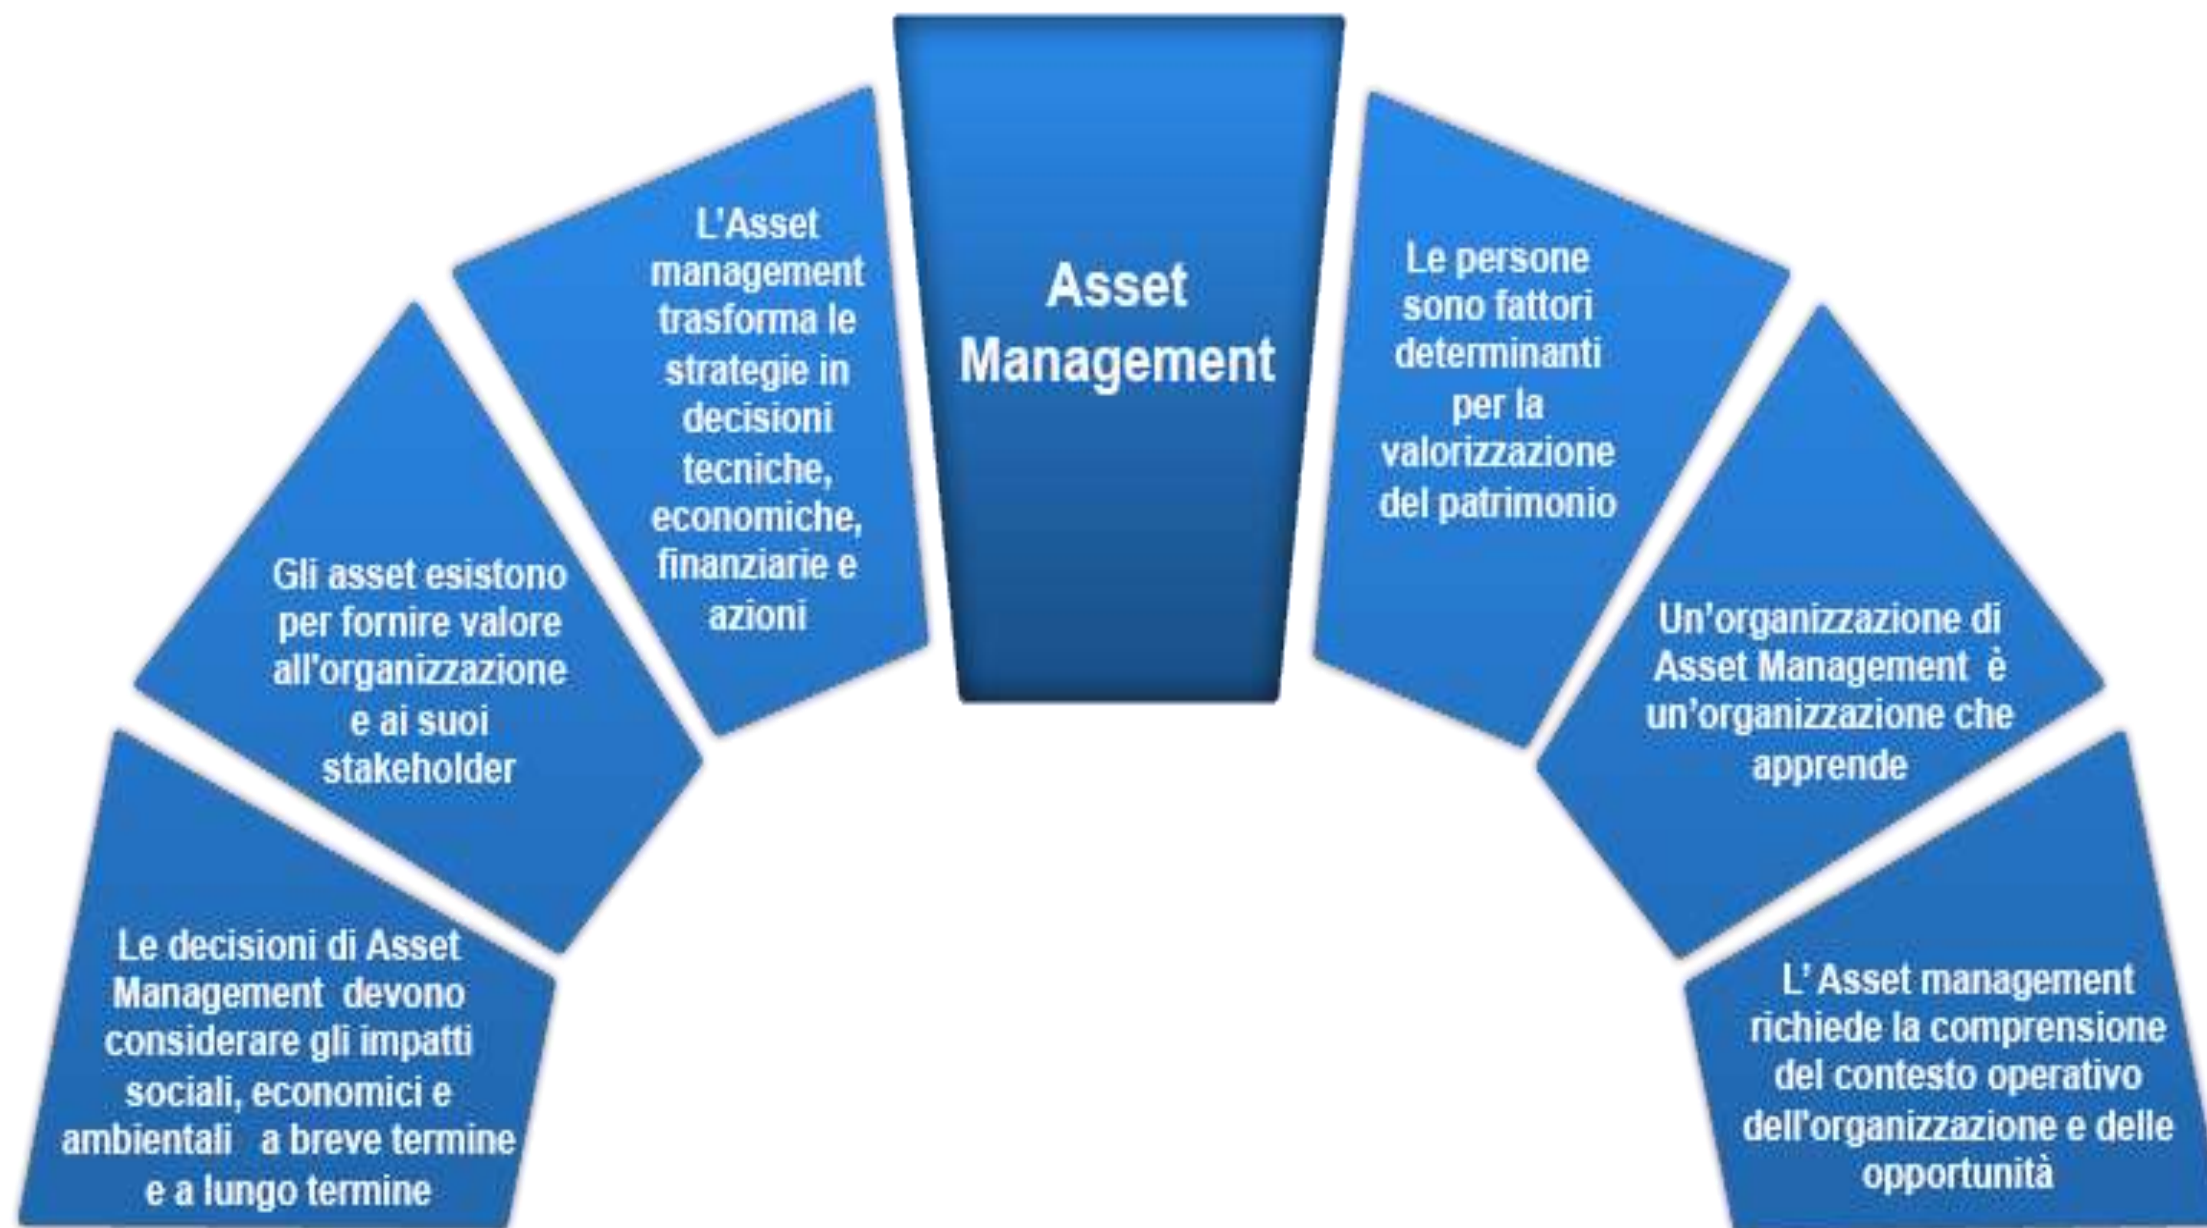 Le decisioni di Asset
Management devono
considerare gli impatti
sociali, economici e
ambientali a breve termine
e a lungo termine
Gli asset esistono
per fornire valore
all'organizzazione
e ai suoi
stakeholder
L'Asset
management
trasforma le
strategie in
decisioni
tecniche,
economiche,
finanziarie e
azioni
Asset
Management
Le persone
sono fattori
determinanti
per la
valorizzazione
del patrimonio
Un'organizzazione di
Asset Management è
un'organizzazione che
apprende
L' Asset management
richiede la comprensione
del contesto operativo
dell'organizzazione e delle
opportunità